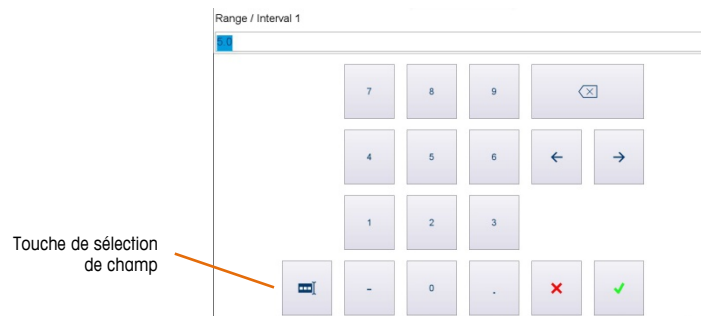 Range / Interval 1
5.0
7 8 9
4 5 6
1 2 3
Touche de sélection
de champ
- 0 .